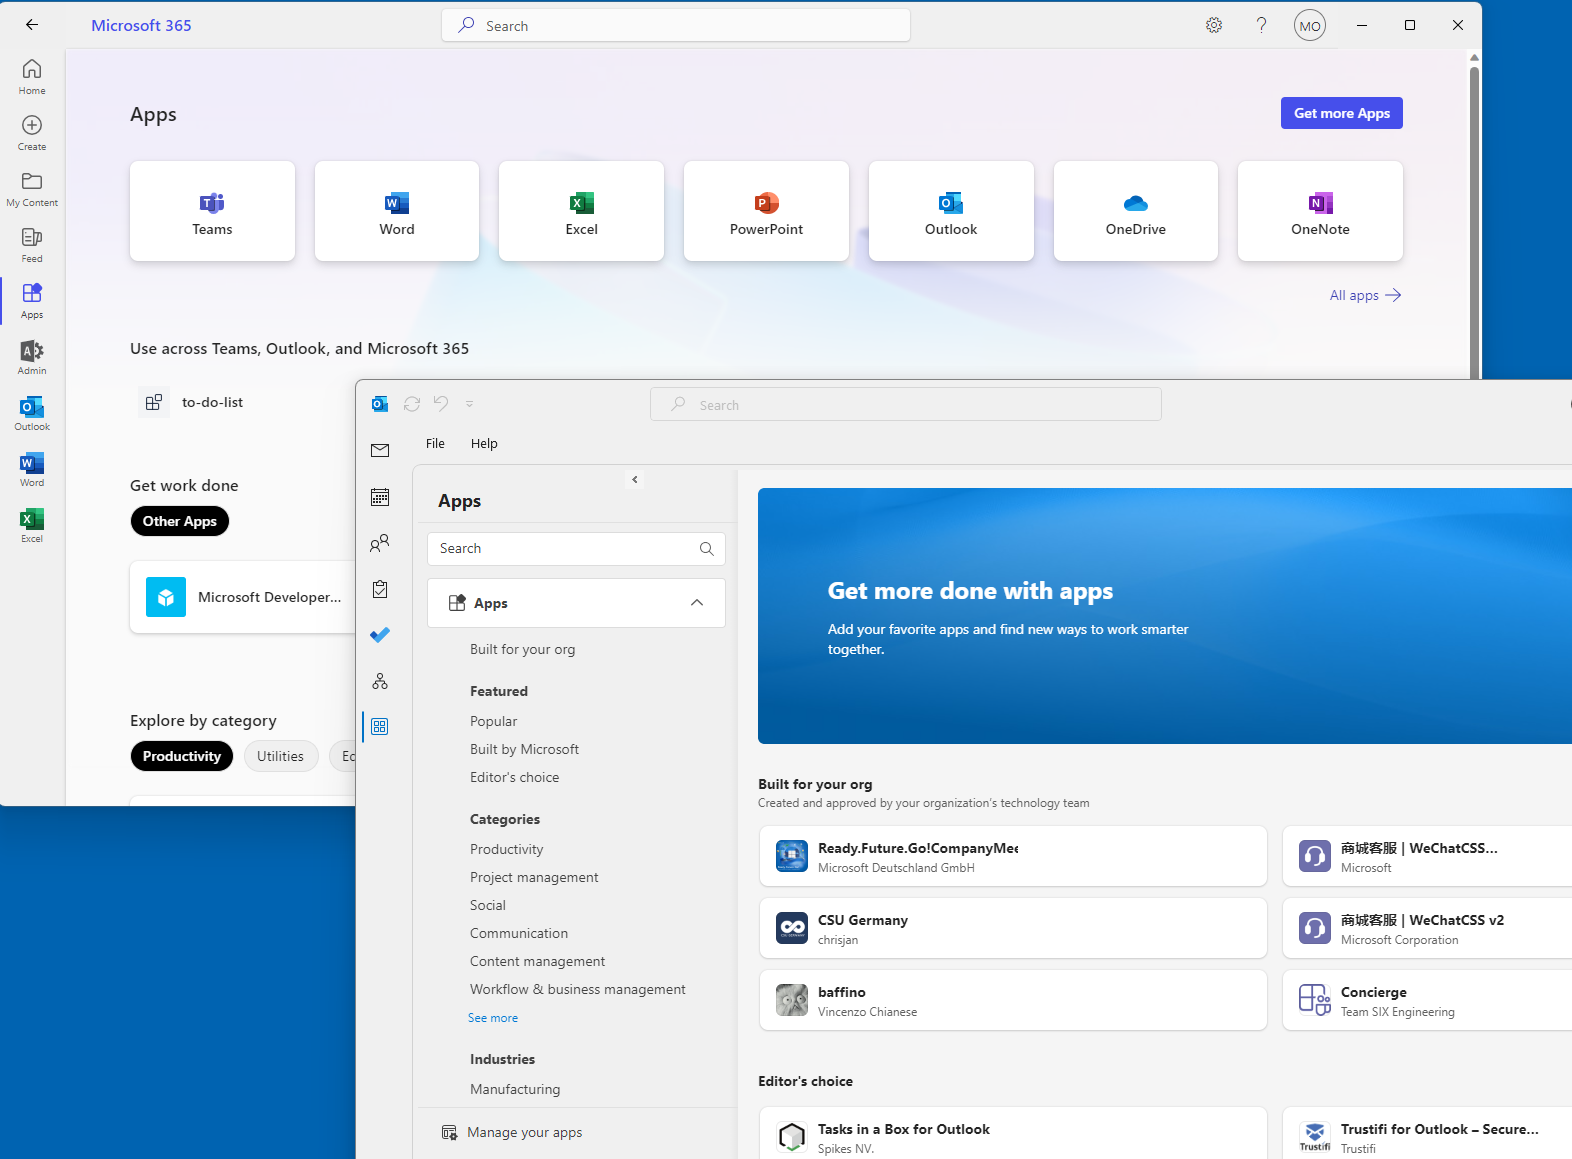 Microsoft 365
Search
?
MO
Home
Create
My Content
Feed
Apps
Admin
Outlook
Word
Excel
Apps
Get more Apps
Teams
Word
Excel
PowerPoint
Outlook
OneDrive
OneNote
All apps
Use across Teams, Outlook, and Microsoft 365
to-do-list
Get work done
Other Apps
Microsoft Developer...
Explore by category
Productivity
Utilities
Search
File
Help
Apps
Search
Apps
Built for your org
Featured
Popular
Built by Microsoft
Editor's choice
Categories
Productivity
Project management
Social
Communication
Content management
Workflow & business management
See more
Industries
Manufacturing
Manage your apps
Get more done with apps
Add your favorite apps and find new ways to work smarter
together.
Built for your org
Created and approved by your organization's technology team
Ready.Future.Go!CompanyMee
Microsoft Deutschland GmbH
商城客服 | WeChatCSS...
Microsoft
CSU Germany
chrisjan
商城客服 | WeChatCSS v2
Microsoft Corporation
baffino
Vincenzo Chianese
Concierge
Team SIX Engineering
Editor's choice
Tasks in a Box for Outlook
Spikes NV.
Trustifi
Trustifi for Outlook – Secure...
Trustifi